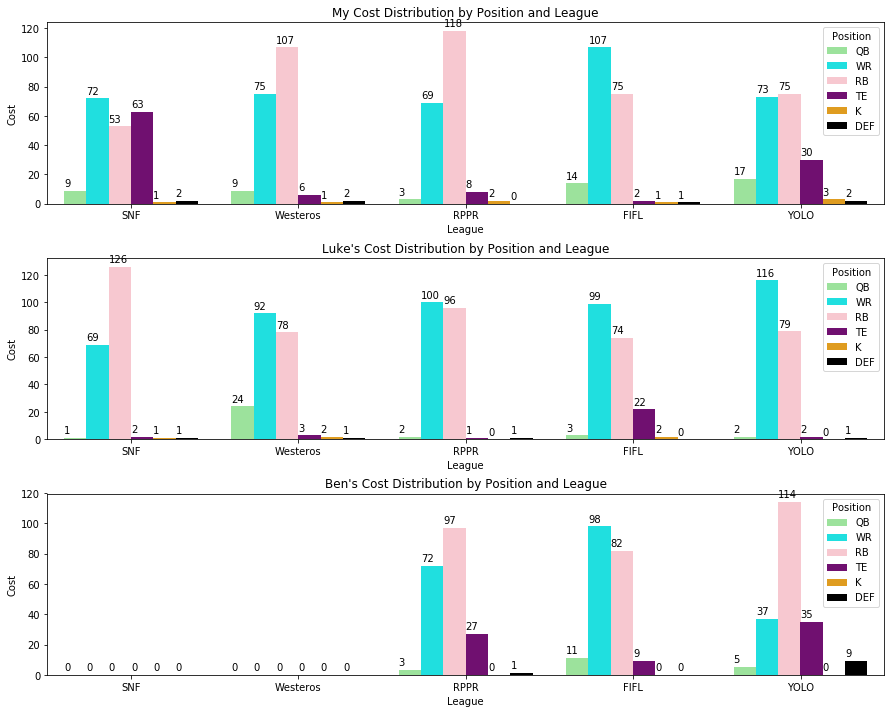 My Cost Distribution by Position and League
Cost
120
100
80
60
40
20
0
9 72 53 63 1 2
9 75 107 6 1 2
3 69 118 8 2 0
14 107 75 2 1 1
17 73 75 30 3 2
Position
QB
WR
RB
TE
K
DEF
SNF Westeros RPPR FIFL YOLO
League
Luke's Cost Distribution by Position and League
Cost
120
100
80
60
40
20
0
1 69 126 2 1 1
24 92 78 3 2 1
2 100 96 1 0 1
3 99 74 22 2 0
2 116 79 2 0 1
Position
QB
WR
RB
TE
K
DEF
SNF Westeros RPPR FIFL YOLO
League
Ben's Cost Distribution by Position and League
Cost
120
100
80
60
40
20
0
0 0 0 0 0 0
0 0 0 0 0 0
3 72 97 27 0 1
11 98 82 9 0 0
5 37 114 35 0 9
Position
QB
WR
RB
TE
K
DEF
SNF Westeros RPPR FIFL YOLO
League